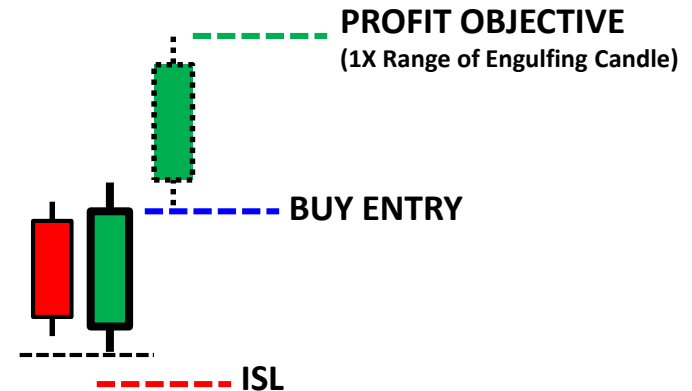 PROFIT OBJECTIVE
(1X Range of Engulfing Candle)
BUY ENTRY
ISL